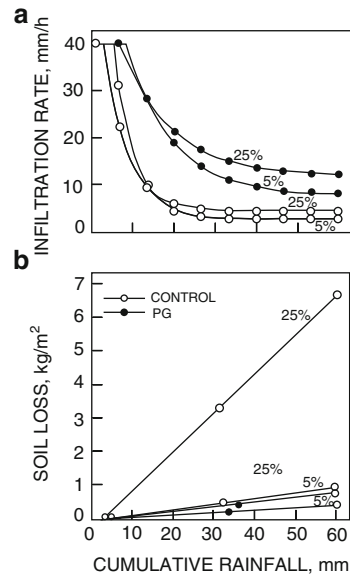 a
INFILTRATION RATE, mm/h
40
30
20
10
0
25%
5%
25%
5%
b
SOIL LOSS, kg/m²
7
6
5
4
3
2
1
0
CONTROL
PG
25%
25%
5%
5%
0 10 20 30 40 50 60
CUMULATIVE RAINFALL, mm